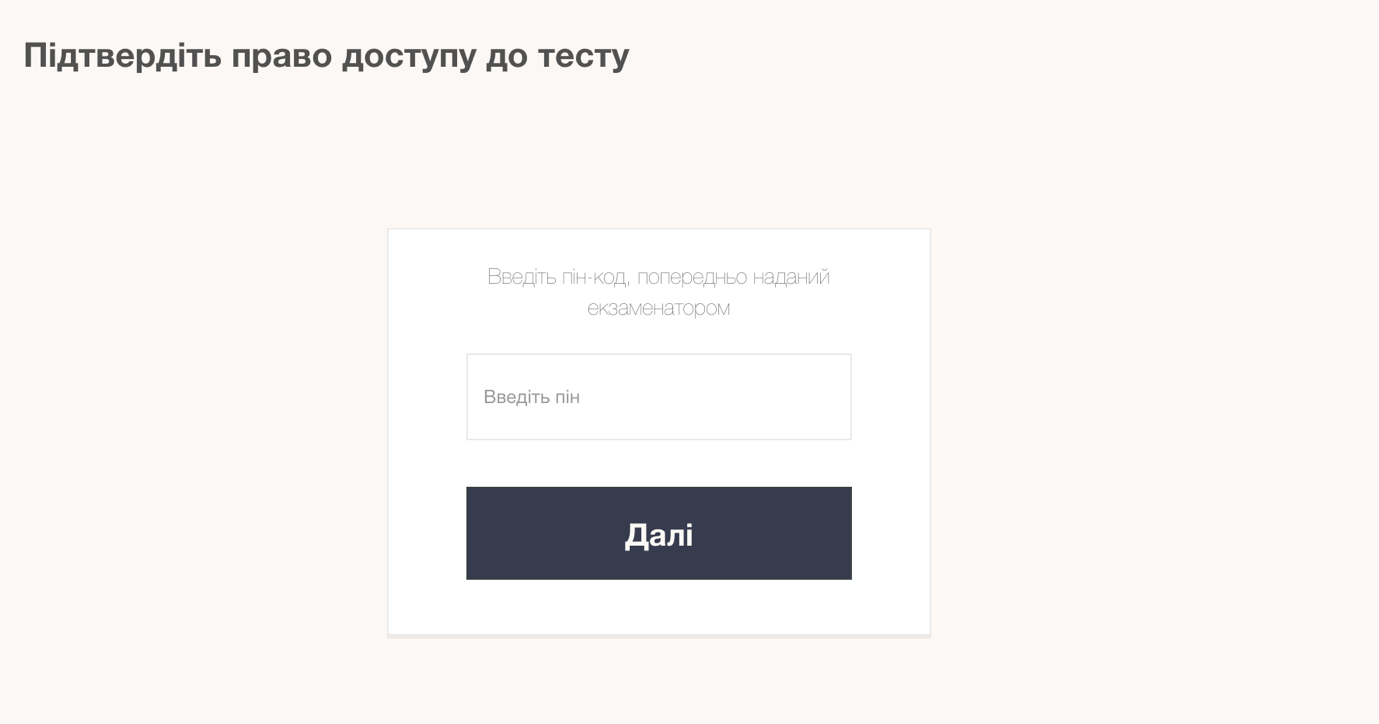 Підтвердіть право доступу до тесту
Введіть пін-код, попередньо наданий
екзаменатором
Введіть пін
Далі